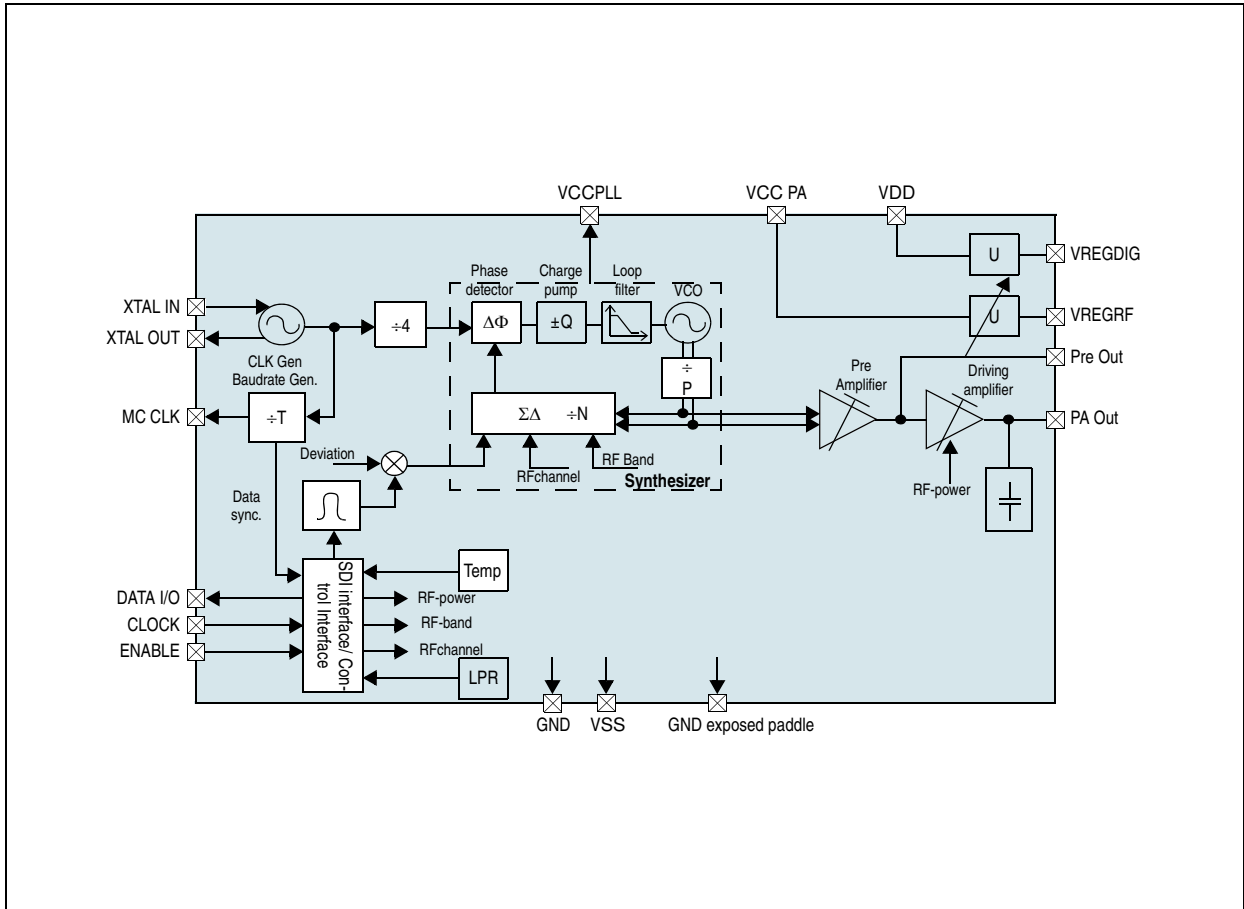 VCCPLL
VCC PA
VDD
U
VREGDIG
Phase
detector
Charge
pump
Loop
filter
VCO
XTAL IN
XTAL OUT
÷4
ΔΦ
±Q
U
VREGRF
Pre Out
CLK Gen
Baudrate Gen.
÷
P
Pre
Amplifier
Driving
amplifier
MC CLK
÷T
ΣΔ ÷N
PA Out
Deviation
RFchannel
RF Band
Synthesizer
RF-power
Data
sync.
SDI interface/ Con-
trol Interface
Temp
DATA I/O
CLOCK
ENABLE
RF-power
RF-band
RFchannel
LPR
GND
VSS
GND exposed paddle